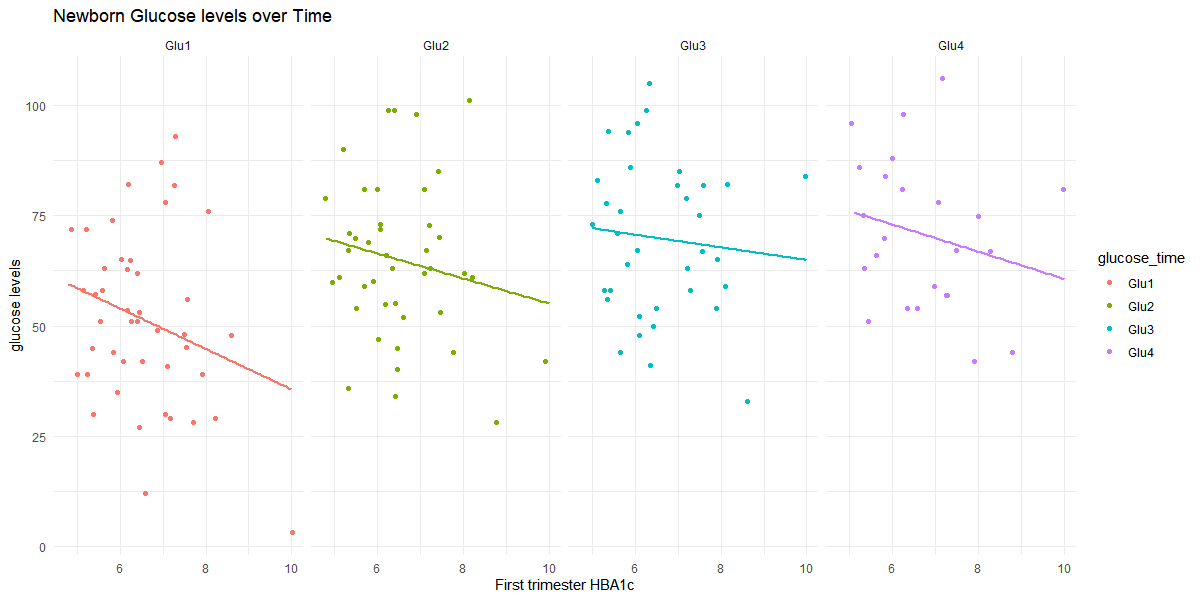 Newborn Glucose levels over Time
Glu1 Glu2 Glu3 Glu4
glucose levels
100
75
50
25
0
6 8 10 6 8 10 6 8 10 6 8 10
First trimester HBA1c
glucose_time
Glu1
Glu2
Glu3
Glu4